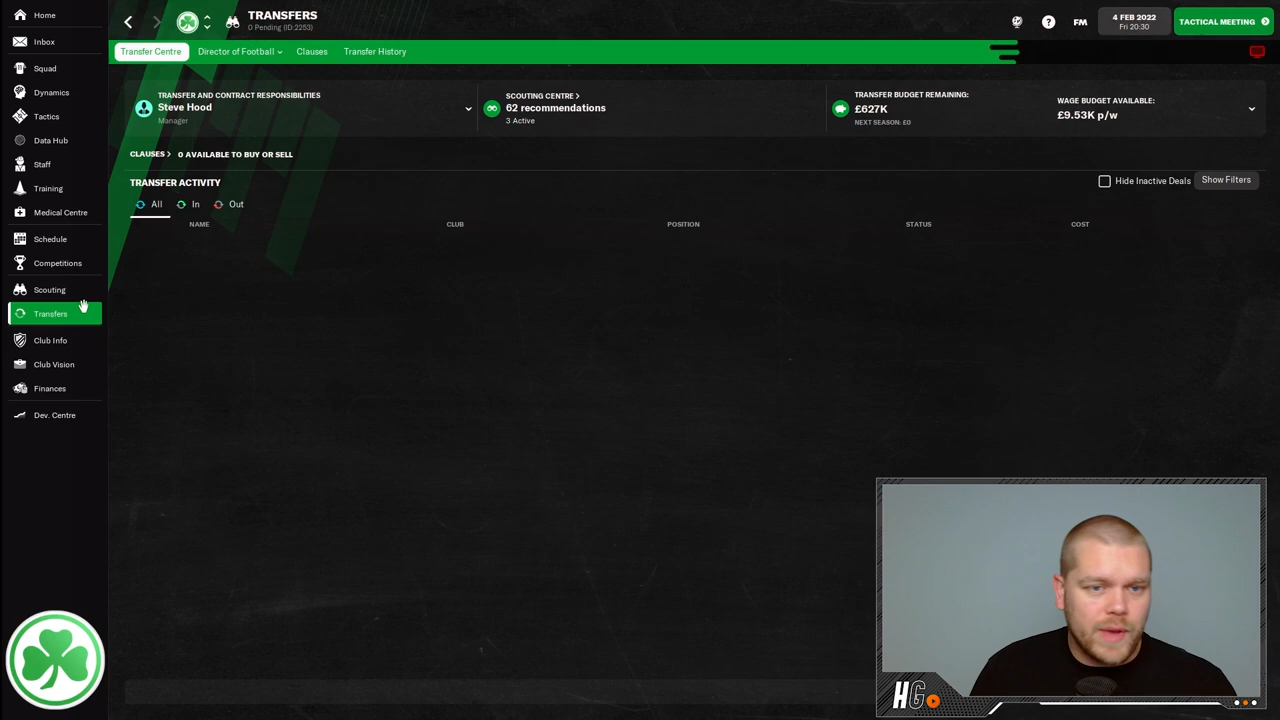 Home
Inbox
Squad
Dynamics
Tactics
Data Hub
Staff
Training
Medical Centre
Schedule
Competitions
Scouting
Transfers
Club Info
Club Vision
Finances
Dev. Centre
TRANSFERS
0 Pending (ID:2253)
FM
4 FEB 2022
Fri 20:30
TACTICAL MEETING
Transfer Centre Director of Football Clauses Transfer History
TRANSFER AND CONTRACT RESPONSIBILITIES
Steve Hood
Manager
SCOUTING CENTRE >
62 recommendations
3 Active
TRANSFER BUDGET REMAINING:
£627K
NEXT SEASON: £0
WAGE BUDGET AVAILABLE:
£9.53K p/w
CLAUSES > 0 AVAILABLE TO BUY OR SELL
TRANSFER ACTIVITY
Hide Inactive Deals Show Filters
All In Out
NAME CLUB POSITION STATUS COST
HG